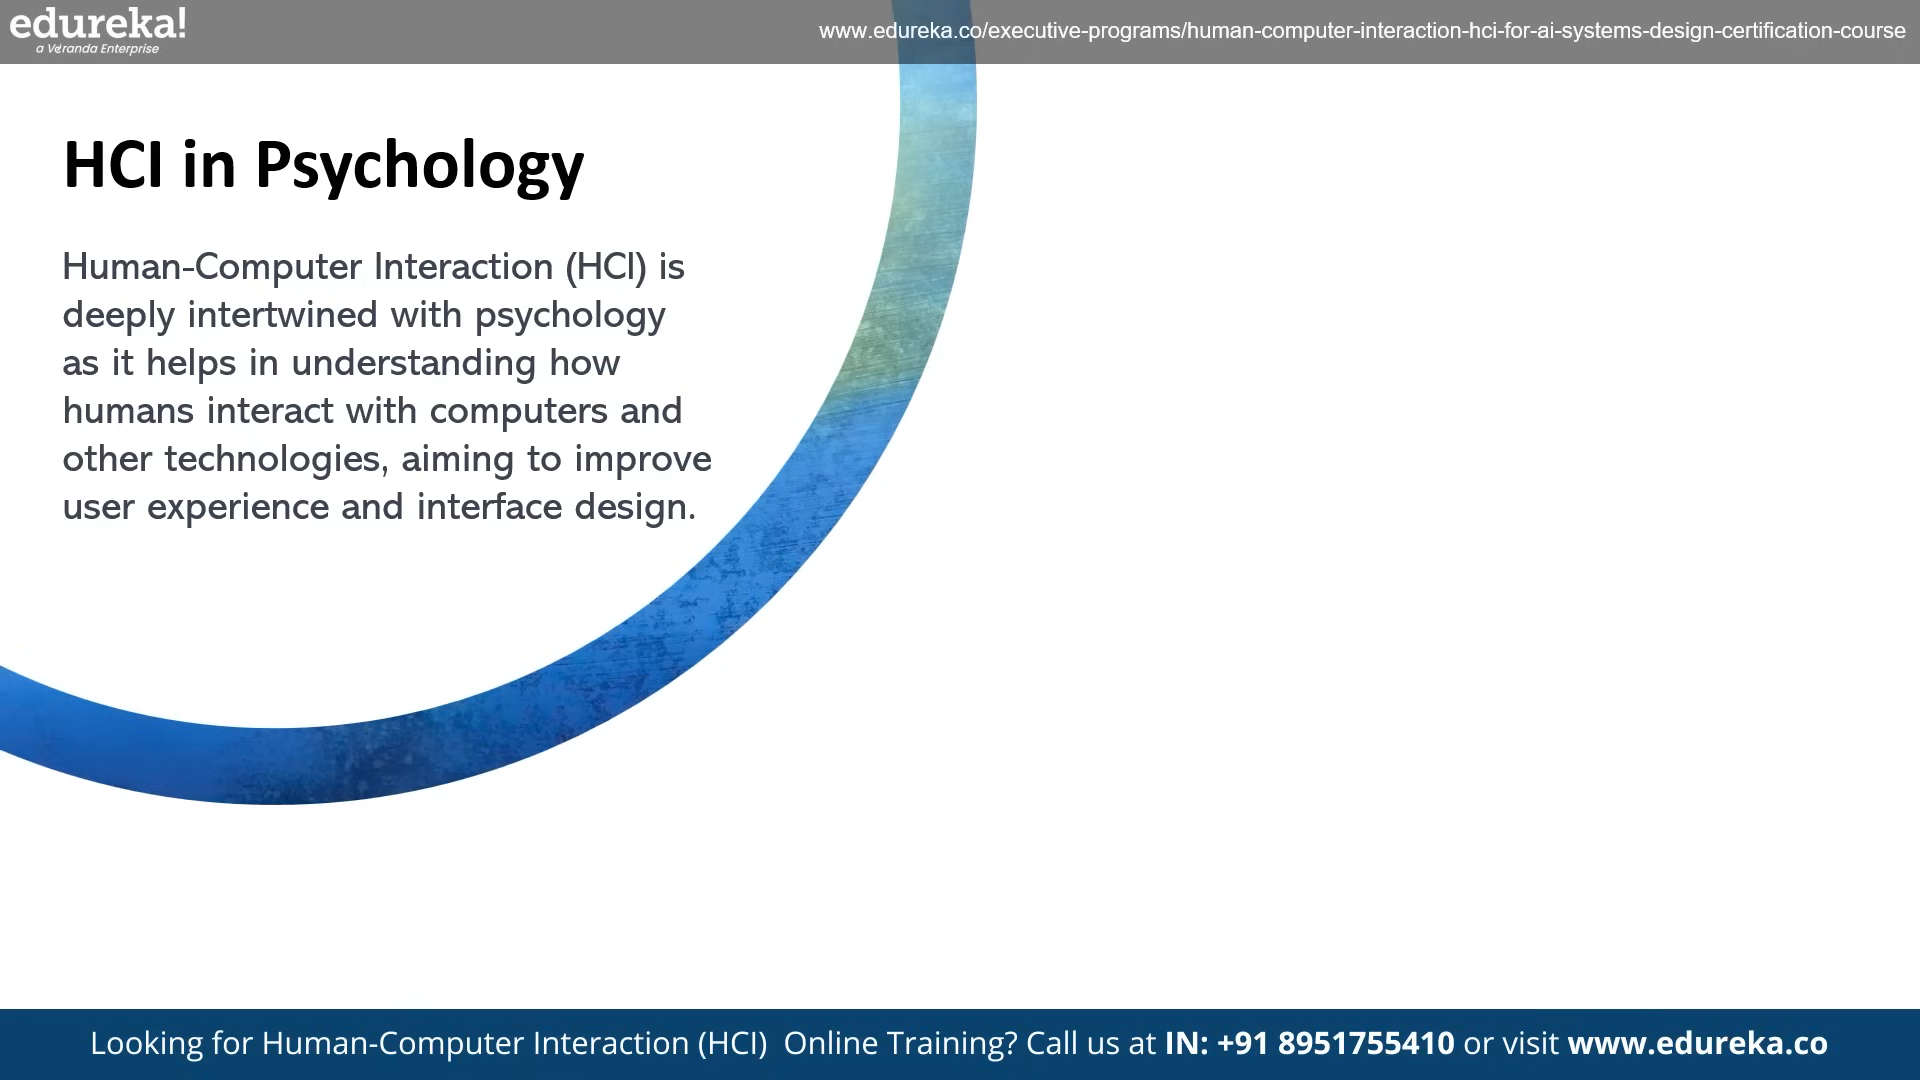 edureka!
a Veranda Enterprise
www.edureka.co/executive-programs/human-computer-interaction-hci-for-ai-systems-design-certification-course
HCI in Psychology
Human-Computer Interaction (HCI) is
deeply intertwined with psychology
as it helps in understanding how
humans interact with computers and
other technologies, aiming to improve
user experience and interface design.
Looking for Human-Computer Interaction (HCI) Online Training? Call us at IN: +91 8951755410 or visit www.edureka.co